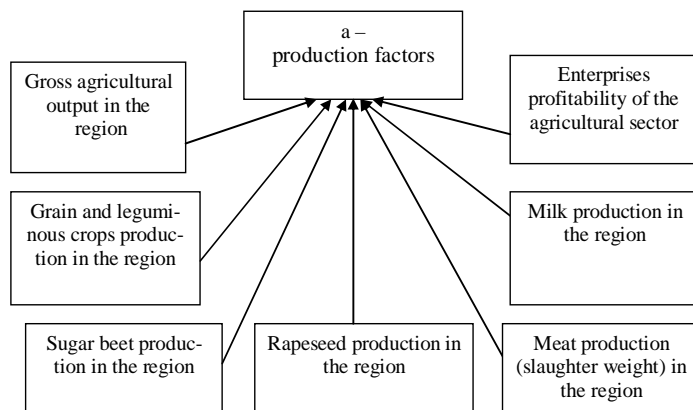 a –
production factors
Gross agricultural
output in the
region
Enterprises
profitability of the
agricultural sector
Grain and legumi-
nous crops produc-
tion in the region
Milk production in
the region
Sugar beet produc-
tion in the region
Rapeseed production in
the region
Meat production
(slaughter weight) in
the region